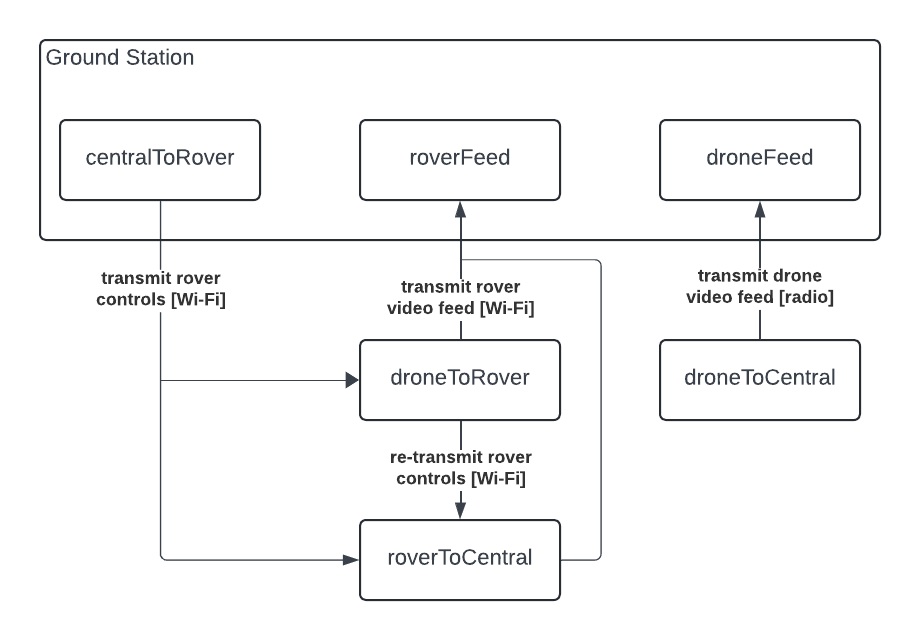 Ground Station
centralToRover
roverFeed
droneFeed
transmit rover
controls [Wi-Fi]
transmit rover
video feed [Wi-Fi]
transmit drone
video feed [radio]
droneToRover
droneToCentral
re-transmit rover
controls [Wi-Fi]
roverToCentral